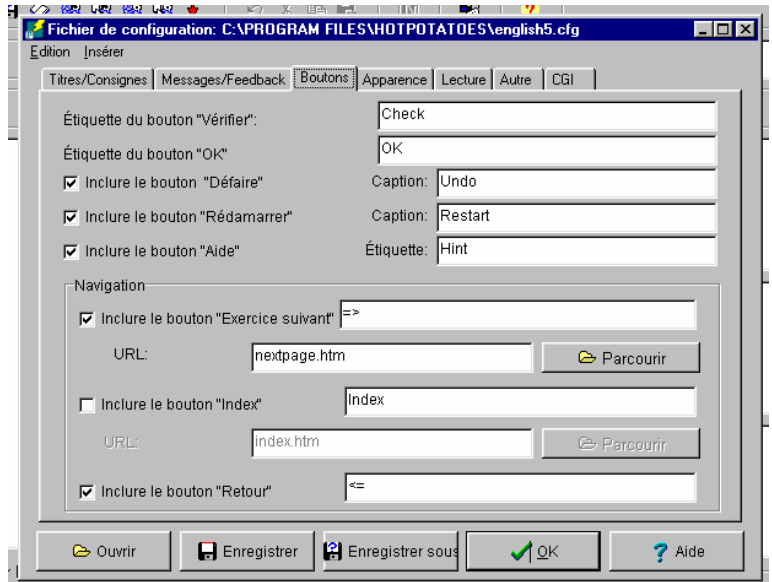 Fichier de configuration: C:\PROGRAM FILES\HOTPOTATOES\english5.cfg
Edition Insérer
Titres/Consignes Messages/Feedback Boutons Apparence Lecture Autre CGI
Étiquette du bouton "Vérifier": Check
Étiquette du bouton "OK" OK
Inclure le bouton "Défaire" Caption: Undo
Inclure le bouton "Rédamarrer" Caption: Restart
Inclure le bouton "Aide" Étiquette: Hint
Navigation
Inclure le bouton "Exercice suivant" =>
URL: nextpage.htm Parcourir
Inclure le bouton "Index" Index
URL: index.htm Parcourir
Inclure le bouton "Retour" <=
Ouvrir Enregistrer Enregistrer sous OK Aide